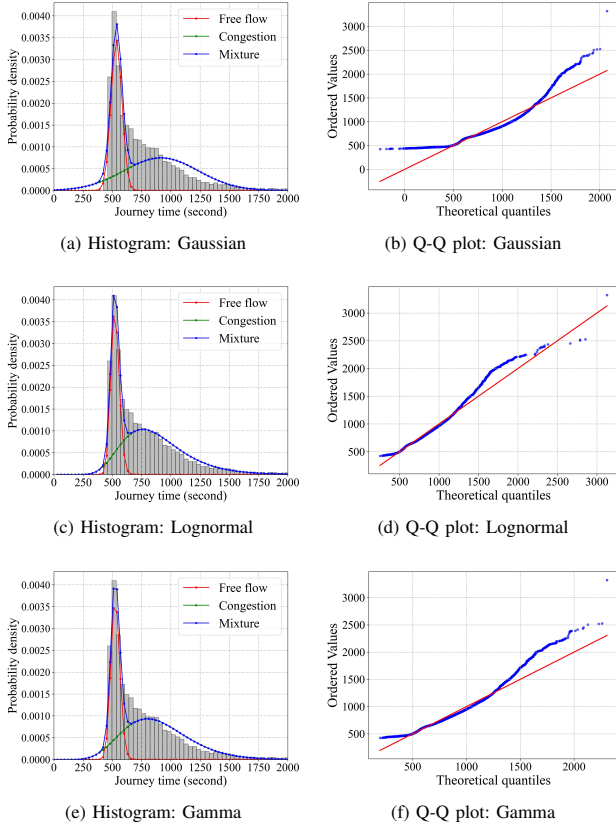 0.0040
0.0035
0.0030
0.0025
0.0020
0.0015
0.0010
0.0005
0.0000
Probability density
Free flow
Congestion
Mixture
0 250 500 750 1000 1250 1500 1750 2000
Journey time (second)
(a) Histogram: Gaussian
3000
2500
2000
1500
1000
500
0
Ordered Values
0 500 1000 1500 2000
Theoretical quantiles
(b) Q-Q plot: Gaussian
0.0040
0.0035
0.0030
0.0025
0.0020
0.0015
0.0010
0.0005
0.0000
Probability density
Free flow
Congestion
Mixture
0 250 500 750 1000 1250 1500 1750 2000
Journey time (second)
(c) Histogram: Lognormal
3000
2500
2000
1500
1000
500
Ordered Values
500 1000 1500 2000 2500 3000
Theoretical quantiles
(d) Q-Q plot: Lognormal
0.0040
0.0035
0.0030
0.0025
0.0020
0.0015
0.0010
0.0005
0.0000
Probability density
Free flow
Congestion
Mixture
0 250 500 750 1000 1250 1500 1750 2000
Journey time (second)
(e) Histogram: Gamma
3000
2500
2000
1500
1000
500
Ordered Values
500 1000 1500 2000
Theoretical quantiles
(f) Q-Q plot: Gamma